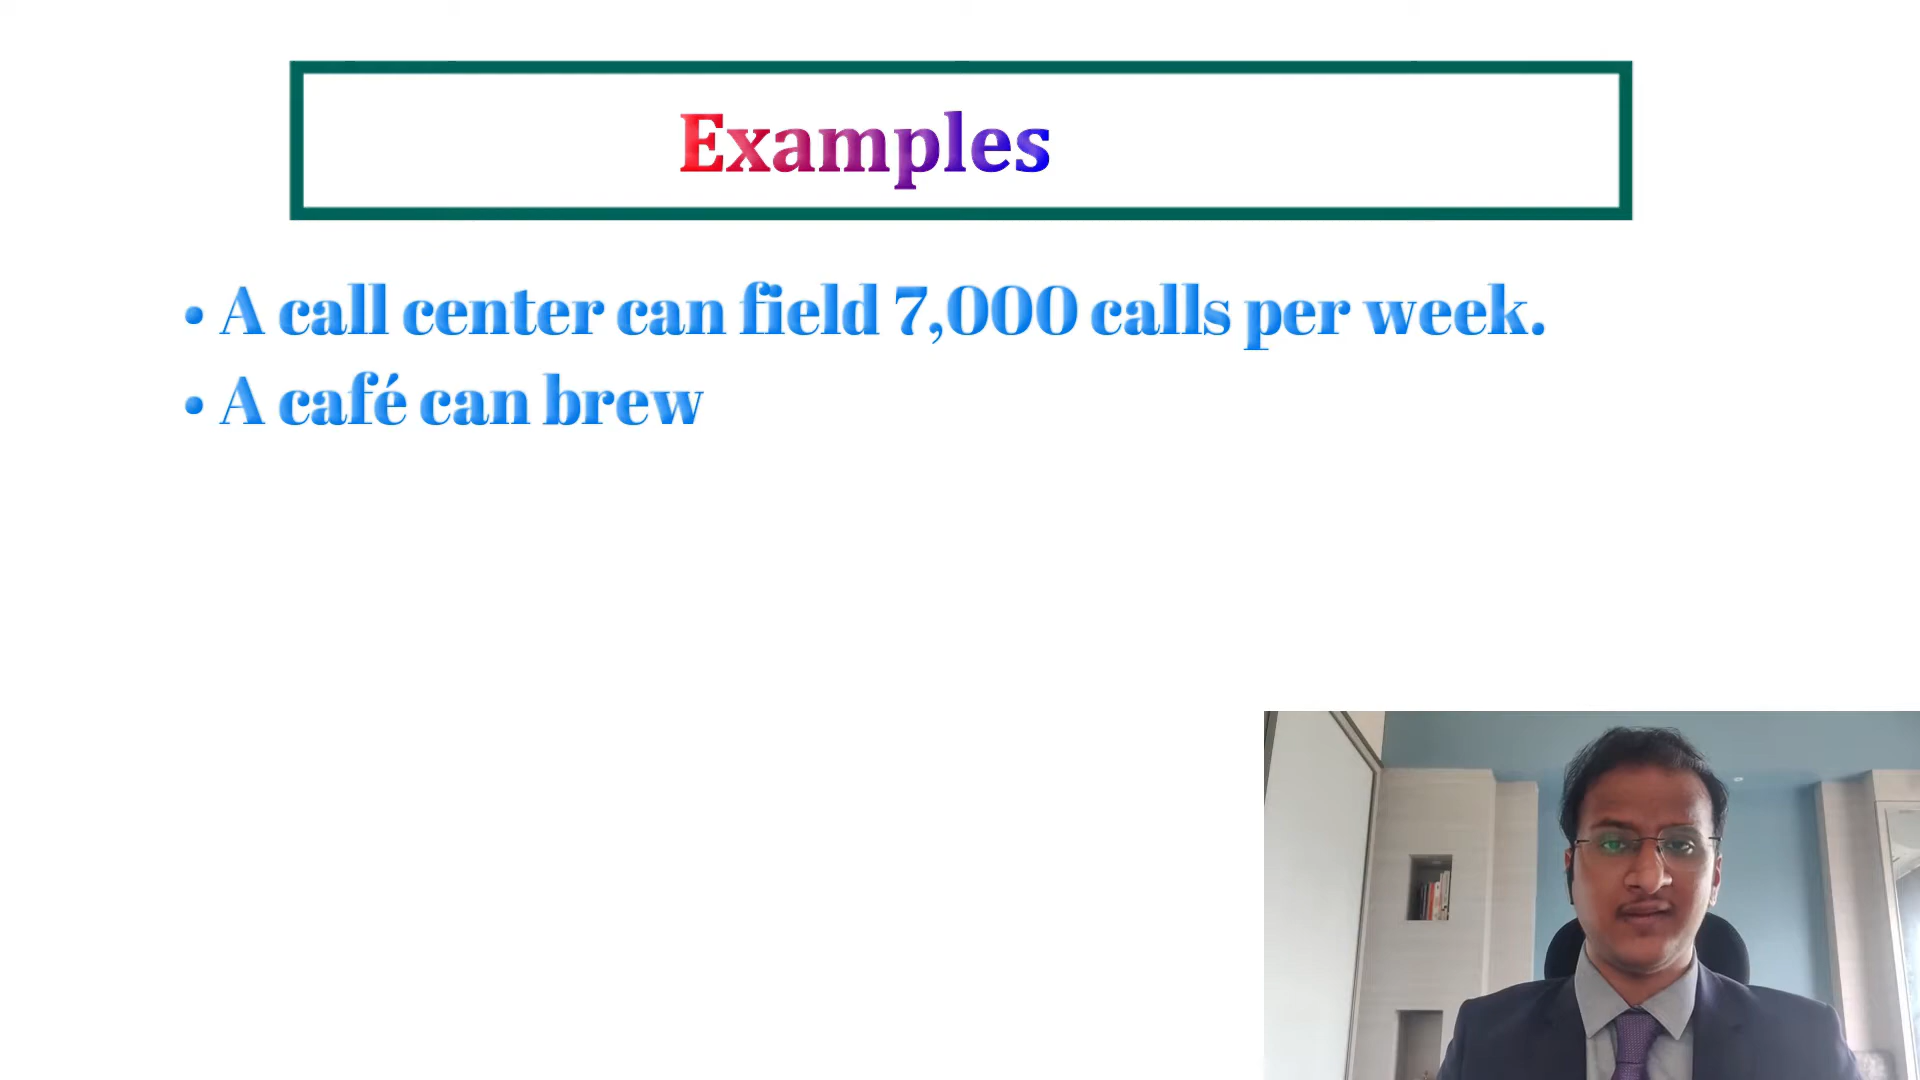 Examples
• A call center can field 7,000 calls per week.
• A café can brew